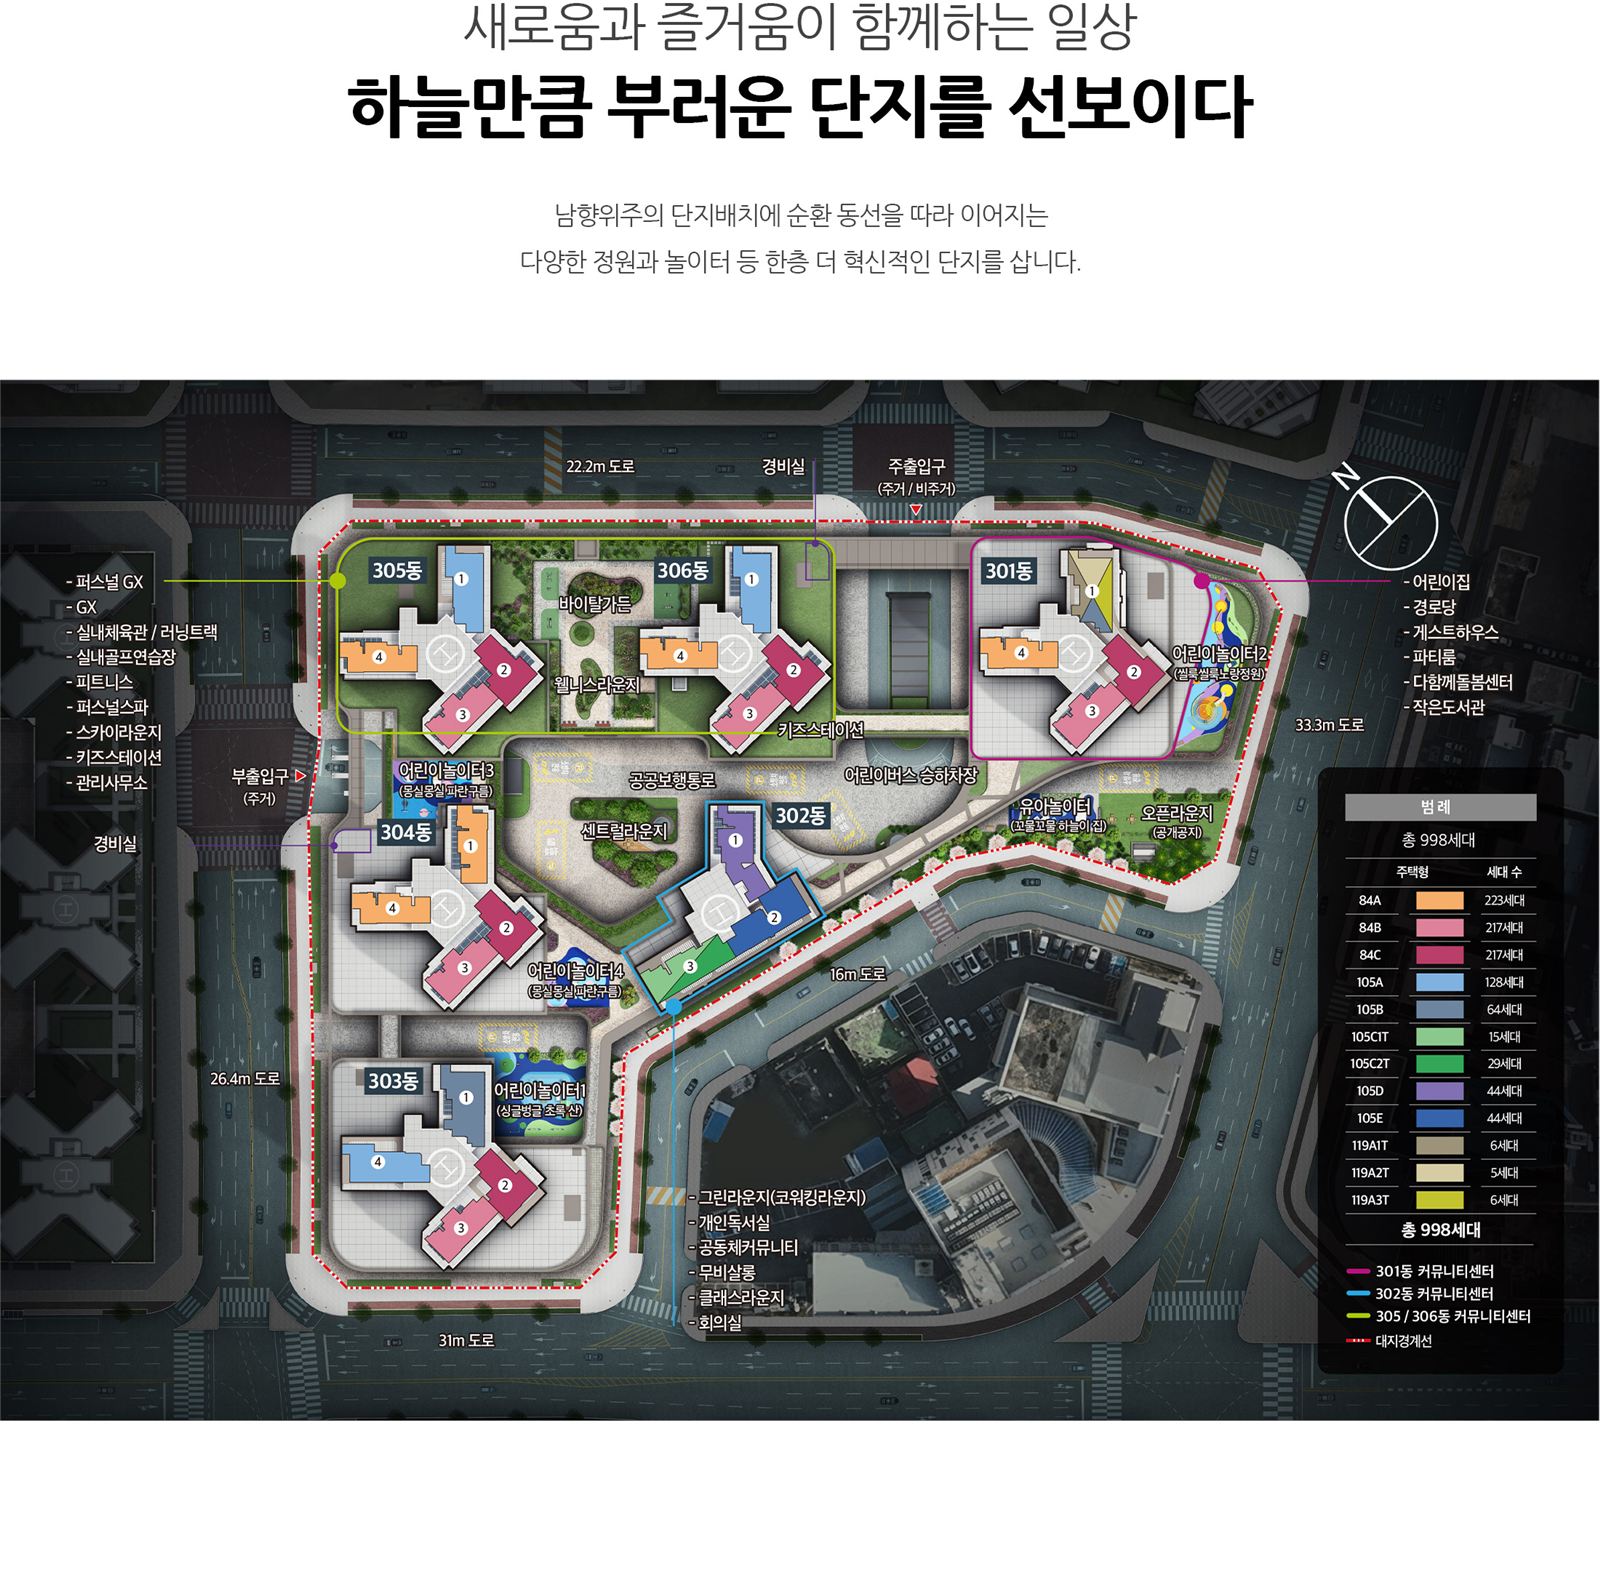 새로움과 즐거움이 함께하는 일상
하늘만큼 부러운 단지를 선보이다
남향위주의 단지배치에 순환 동선을 따라 이어지는
다양한 정원과 놀이터 등 한층 더 혁신적인 단지를 삽니다.
22.2m 도로
경비실
주출입구
(주거 / 비주거)
N
305동
1
2
3
4
306동
1
2
3
4
301동
1
2
3
4
바이탈가든
웰니스라운지
키즈스테이션
어린이놀이터2
(씰룩씰룩노랑정원)
- 퍼스널 GX
- GX
- 실내체육관 / 러닝트랙
- 실내골프연습장
- 피트니스
- 퍼스널스파
- 스카이라운지
- 키즈스테이션
- 관리사무소
- 어린이집
- 경로당
- 게스트하우스
- 파티룸
- 다함께돌봄센터
- 작은도서관
33.3m 도로
부출입구
(주거)
경비실
어린이놀이터3
(몽실몽실 파란구름)
공공보행통로
어린이버스 승하차장
센트럴라운지
유아놀이터
(꼬물꼬물 하늘이 집)
오픈라운지
(공개공지)
304동
1
2
3
4
302동
1
2
3
어린이놀이터4
(몽실몽실 파란구름)
16m 도로
26.4m 도로
303동
1
2
3
4
어린이놀이터1
(싱글벙글 초록 산)
- 그린라운지(코워킹라운지)
- 개인독서실
- 공동체커뮤니티
- 무비살롱
- 클래스라운지
- 회의실
31m 도로
범 례
총 998세대
주택형 세대 수
84A 223세대
84B 217세대
84C 217세대
105A 128세대
105B 64세대
105C1T 15세대
105C2T 29세대
105D 44세대
105E 44세대
119A1T 6세대
119A2T 5세대
119A3T 6세대
총 998세대
301동 커뮤니티센터
302동 커뮤니티센터
305 / 306동 커뮤니티센터
대지경계선